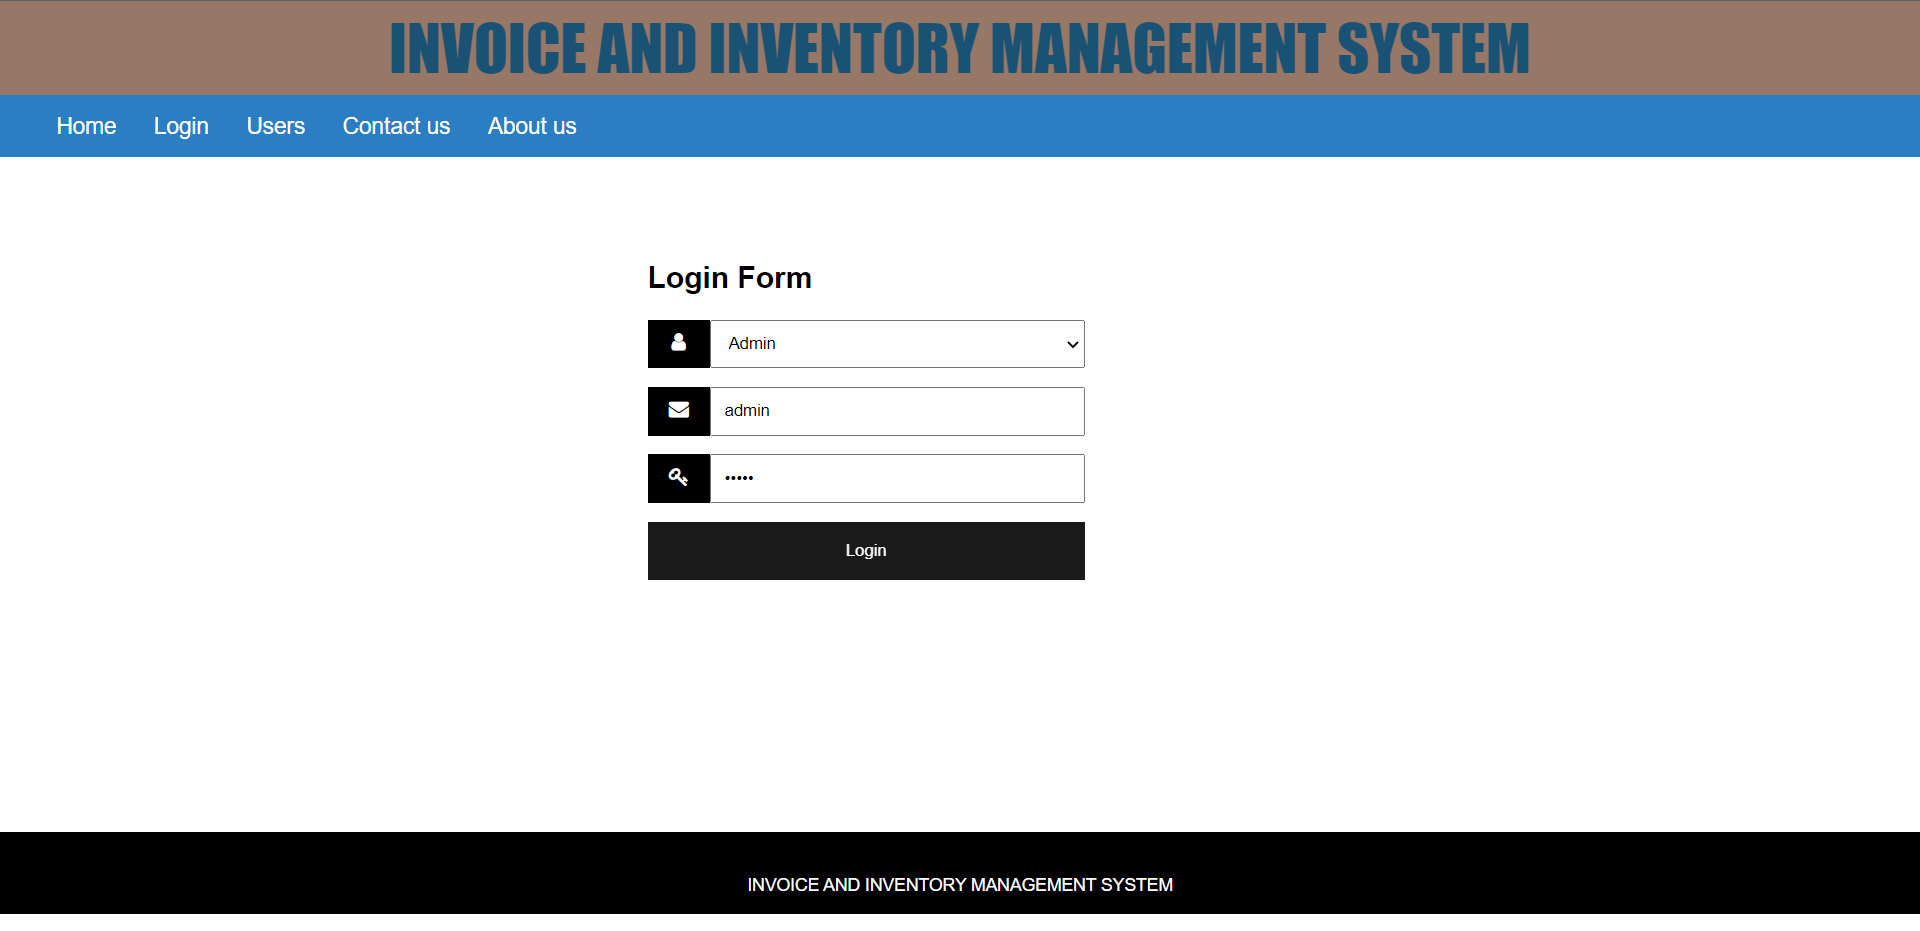 INVOICE AND INVENTORY MANAGEMENT SYSTEM
Home Login Users Contact us About us
Login Form
Admin
admin
•••••
Login
INVOICE AND INVENTORY MANAGEMENT SYSTEM